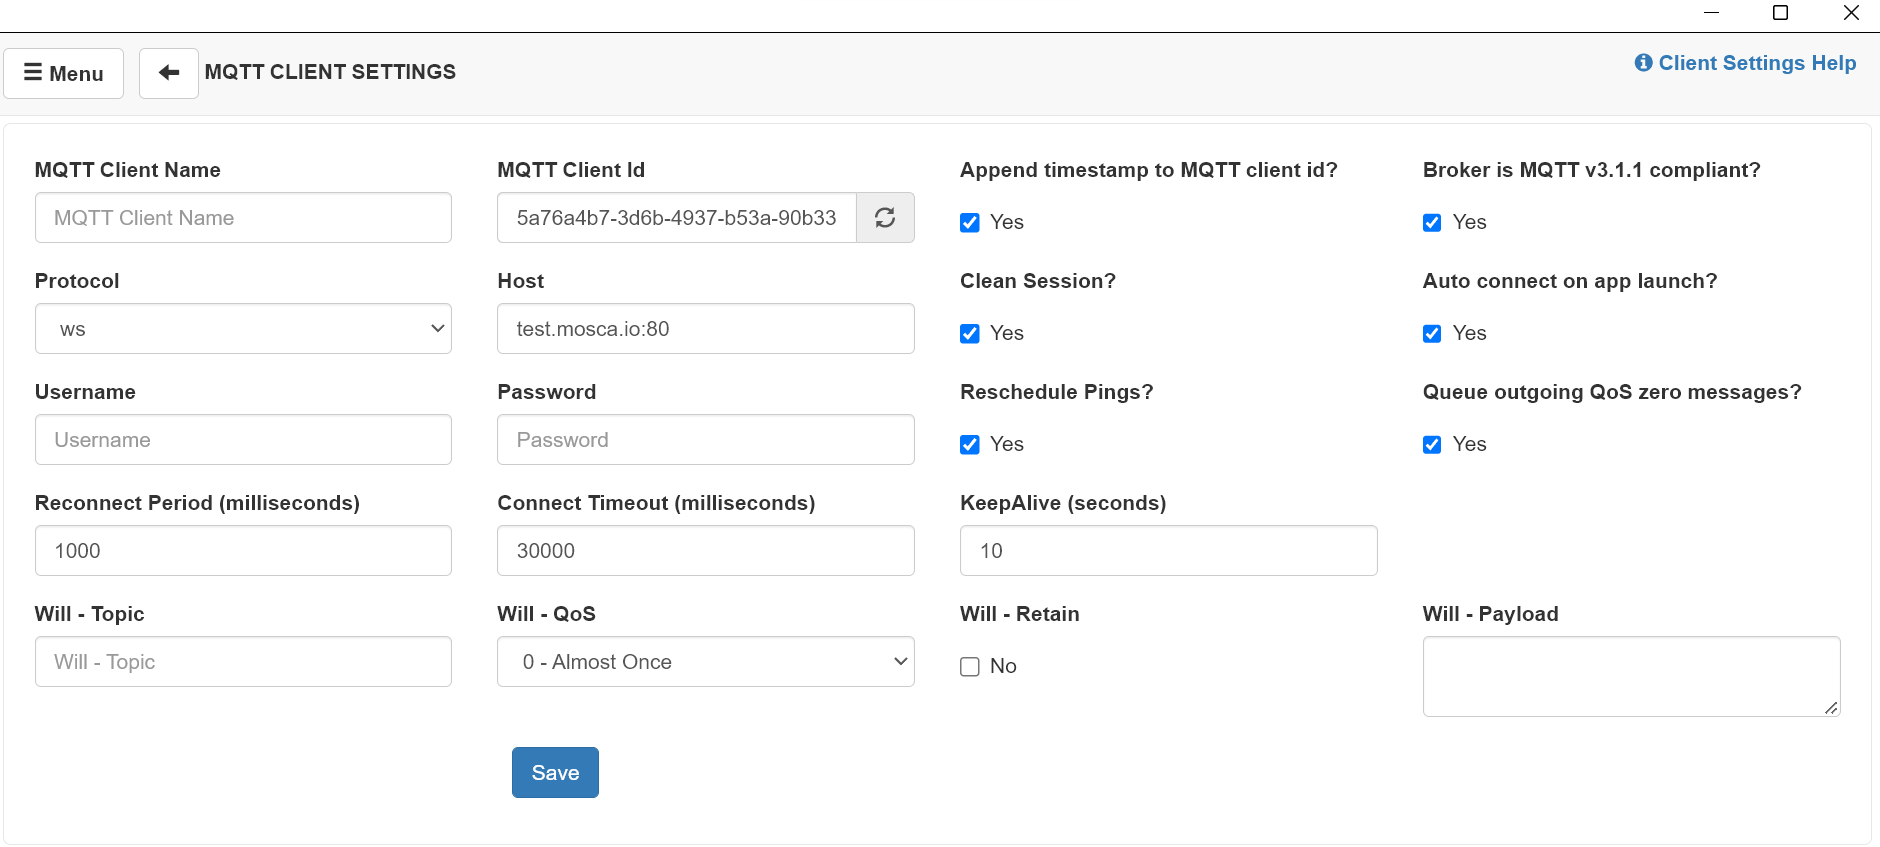 Menu
MQTT CLIENT SETTINGS
Client Settings Help
MQTT Client Name
MQTT Client Id
Append timestamp to MQTT client id?
Broker is MQTT v3.1.1 compliant?
MQTT Client Name
5a76a4b7-3d6b-4937-b53a-90b33
Yes
Yes
Protocol
Host
Clean Session?
Auto connect on app launch?
ws
test.mosca.io:80
Yes
Yes
Username
Password
Reschedule Pings?
Queue outgoing QoS zero messages?
Username
Password
Yes
Yes
Reconnect Period (milliseconds)
Connect Timeout (milliseconds)
KeepAlive (seconds)
1000
30000
10
Will - Topic
Will - QoS
Will - Retain
Will - Payload
Will - Topic
0 - Almost Once
No
Save